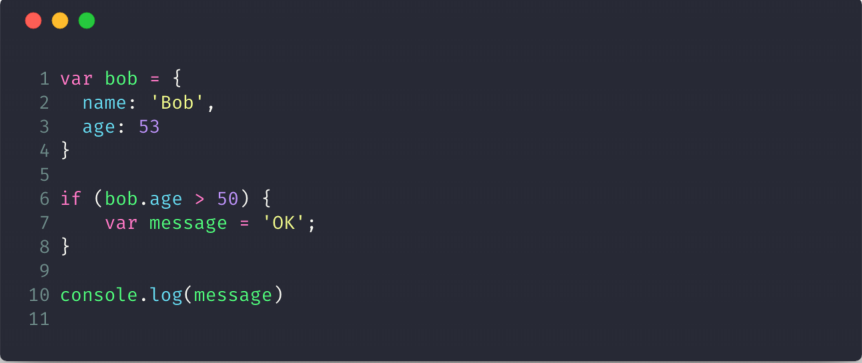 1 var bob = {
2   name: 'Bob',
3   age: 53
4 }
5
6 if (bob.age > 50) {
7     var message = 'OK';
8 }
9
10 console.log(message)
11